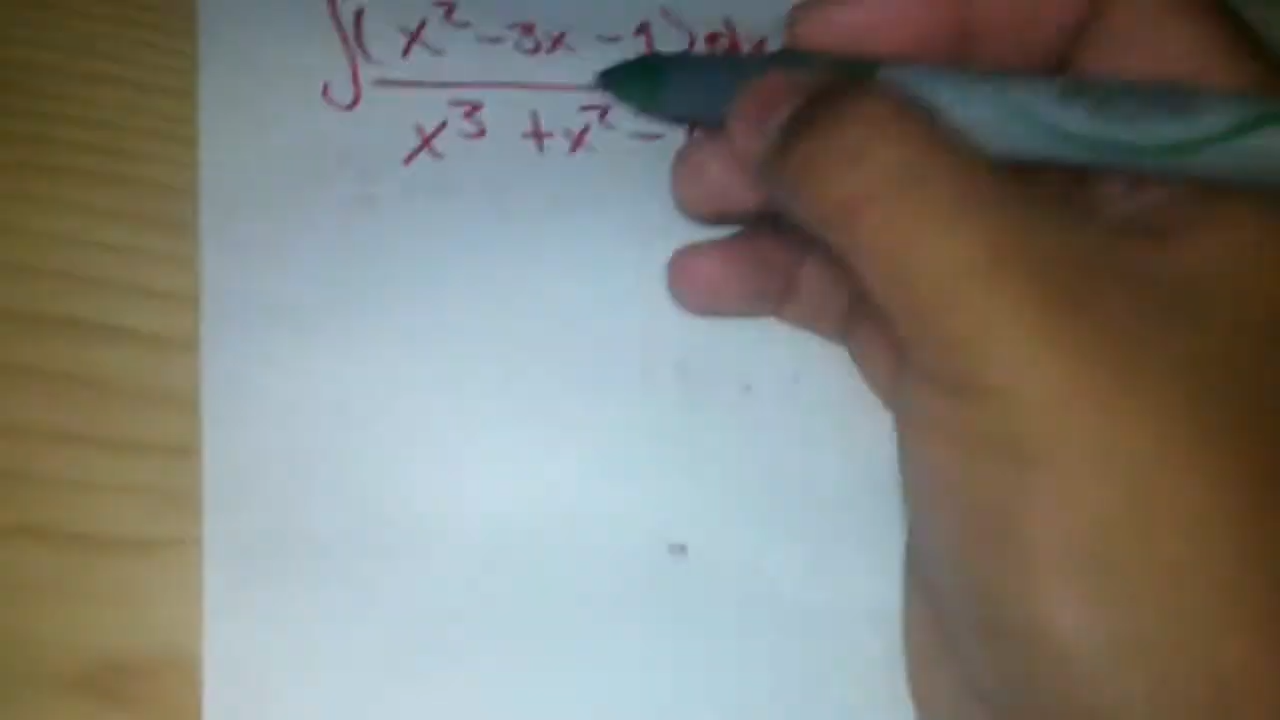 ∫(x² - 3x - 1)dx
x³ + x² -